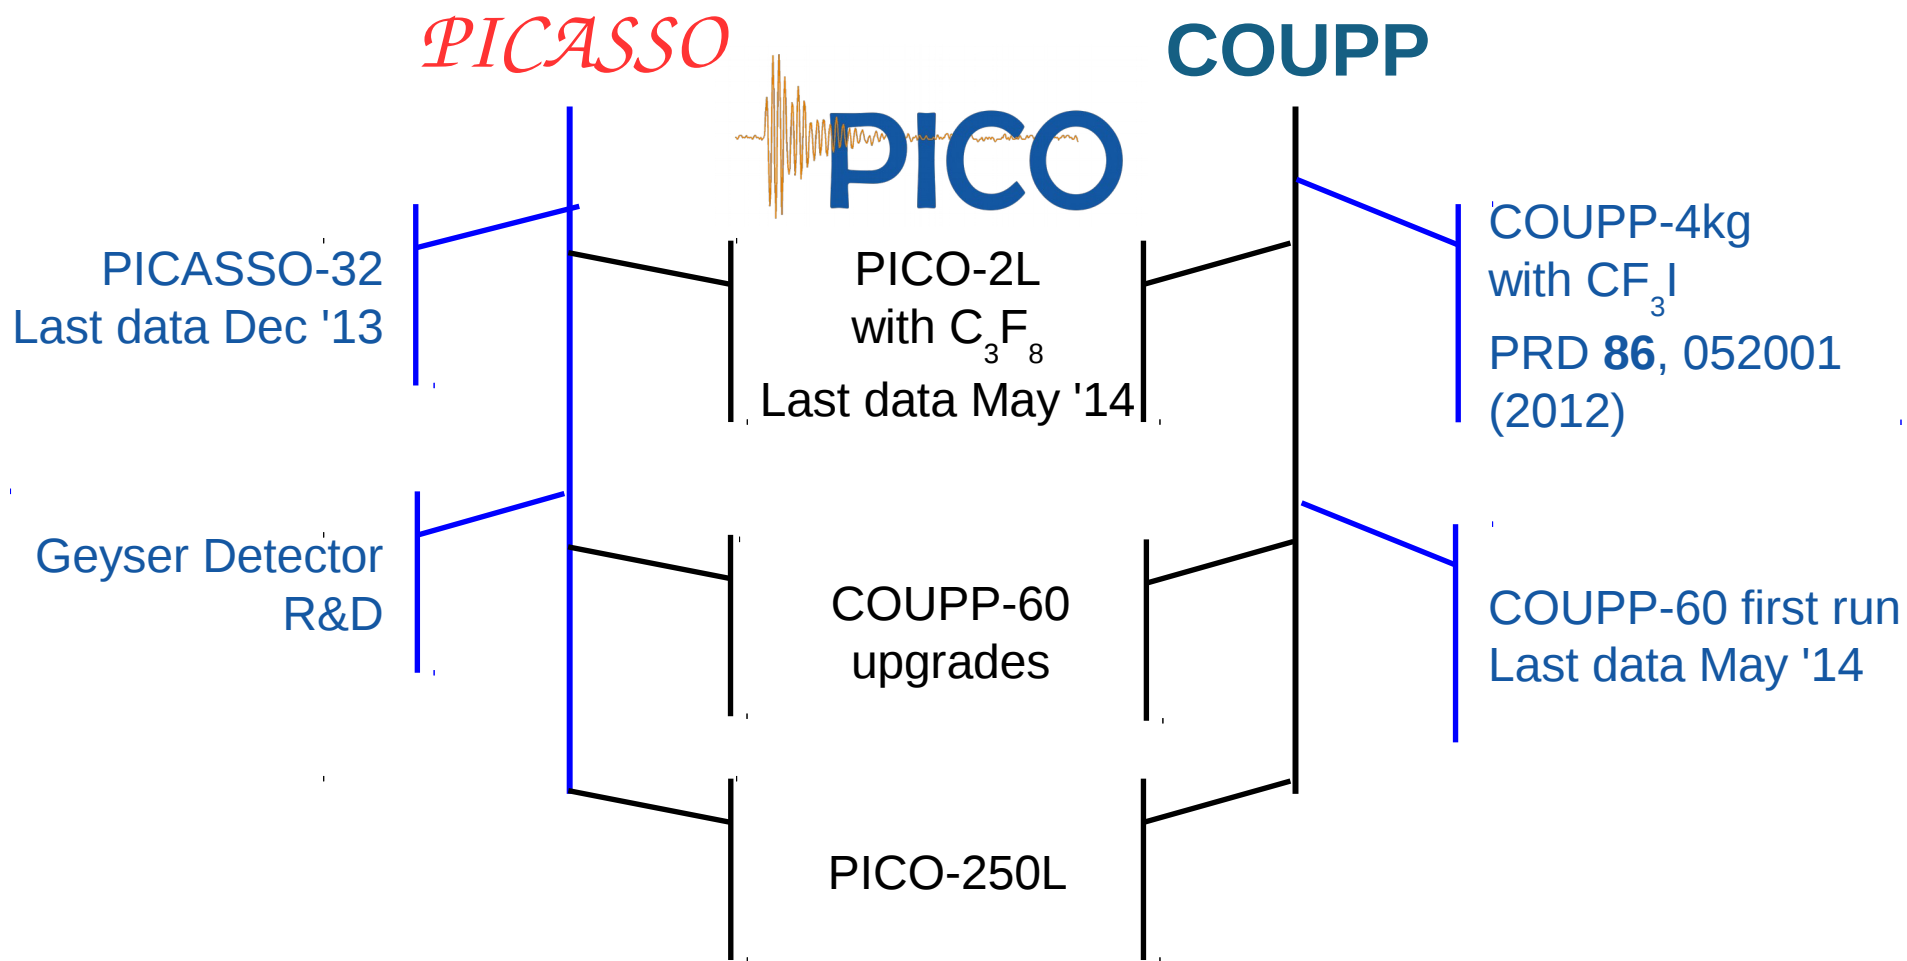 PICASSO
COUPP
PICO
PICASSO-32
Last data Dec '13
PICO-2L
with C₃F₈
Last data May '14
COUPP-4kg
with CF₃I
PRD 86, 052001
(2012)
Geyser Detector
R&D
COUPP-60
upgrades
COUPP-60 first run
Last data May '14
PICO-250L